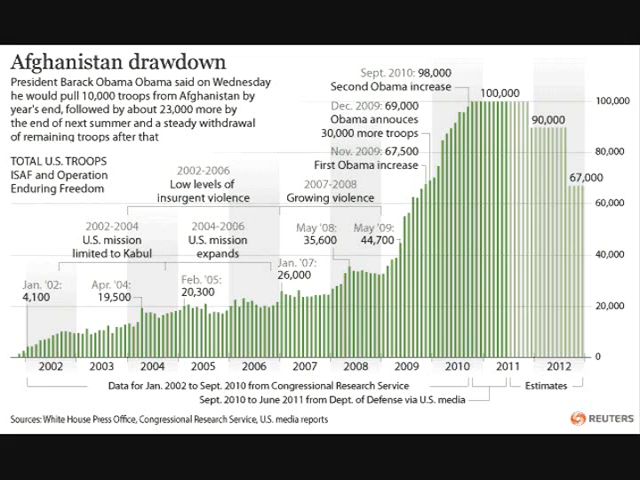 Afghanistan drawdown
President Barack Obama Obama said on Wednesday
he would pull 10,000 troops from Afghanistan by
year's end, followed by about 23,000 more by
the end of next summer and a steady withdrawal
of remaining troops after that
TOTAL U.S. TROOPS
ISAF and Operation
Enduring Freedom
Sept. 2010: 98,000
Second Obama increase
100,000
100,000
Dec. 2009: 69,000
Obama annouces
30,000 more troops
90,000
Nov. 2009: 67,500
First Obama increase
80,000
67,000
2002-2006
Low levels of
insurgent violence
2007-2008
Growing violence
60,000
2002-2004
U.S. mission
limited to Kabul
2004-2006
U.S. mission
expands
May '08:
35,600
May '09:
44,700
40,000
Jan. '02:
4,100
Apr. '04:
19,500
Feb. '05:
20,300
Jan. '07:
26,000
20,000
0
2002 2003 2004 2005 2006 2007 2008 2009 2010 2011 2012
Data for Jan. 2002 to Sept. 2010 from Congressional Research Service
Estimates
Sept. 2010 to June 2011 from Dept. of Defense via U.S. media
Sources: White House Press Office, Congressional Research Service, U.S. media reports
REUTERS